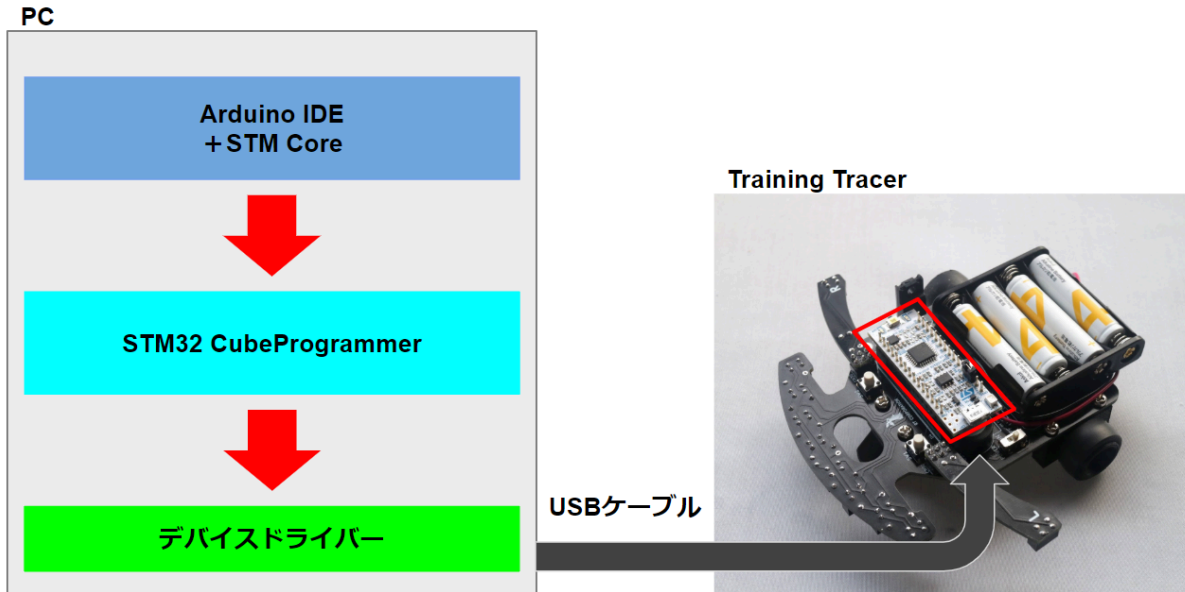 PC
Arduino IDE
＋STM Core
STM32 CubeProgrammer
デバイスドライバー
USBケーブル
Training Tracer